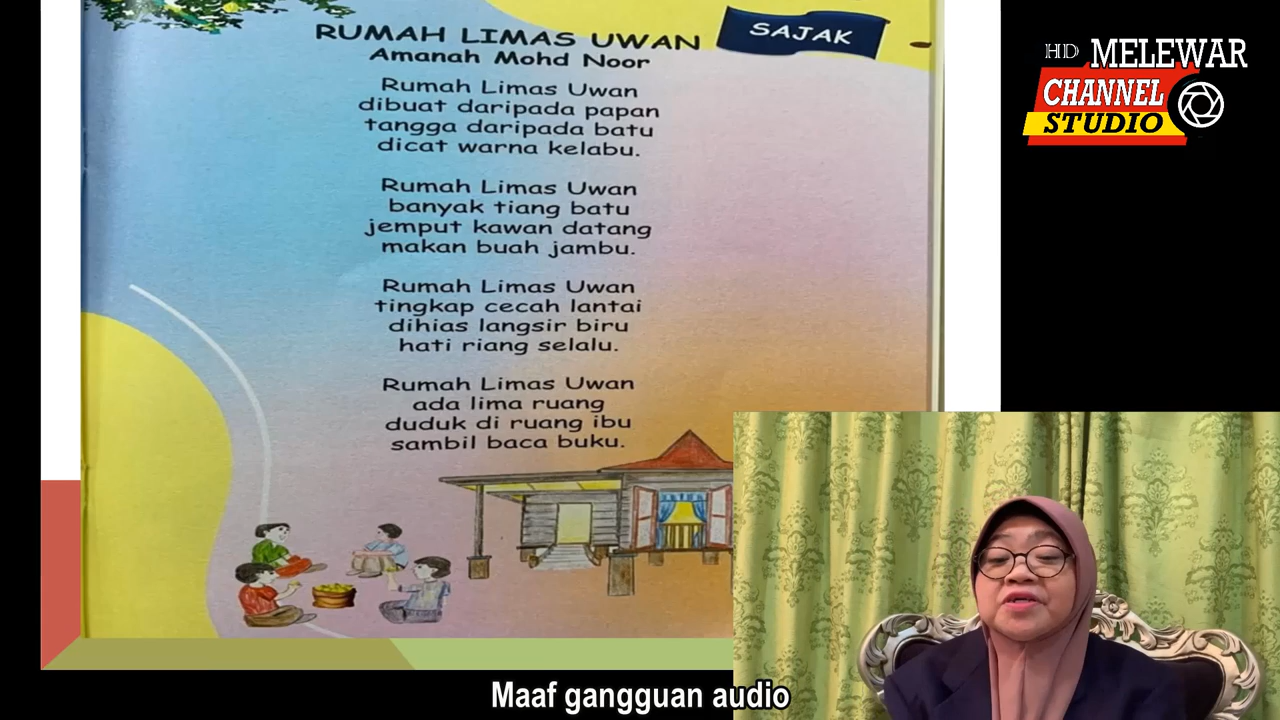 RUMAH LIMAS UWAN
SAJAK
Amanah Mohd Noor
Rumah Limas Uwan
dibuat daripada papan
tangga daripada batu
dicat warna kelabu.
Rumah Limas Uwan
banyak tiang batu
jemput kawan datang
makan buah jambu.
Rumah Limas Uwan
tingkap cecah lantai
dihias langsir biru
hati riang selalu.
Rumah Limas Uwan
ada lima ruang
duduk di ruang ibu
sambil baca buku.
HD MELEWAR
CHANNEL
STUDIO
Maaf gangguan audio